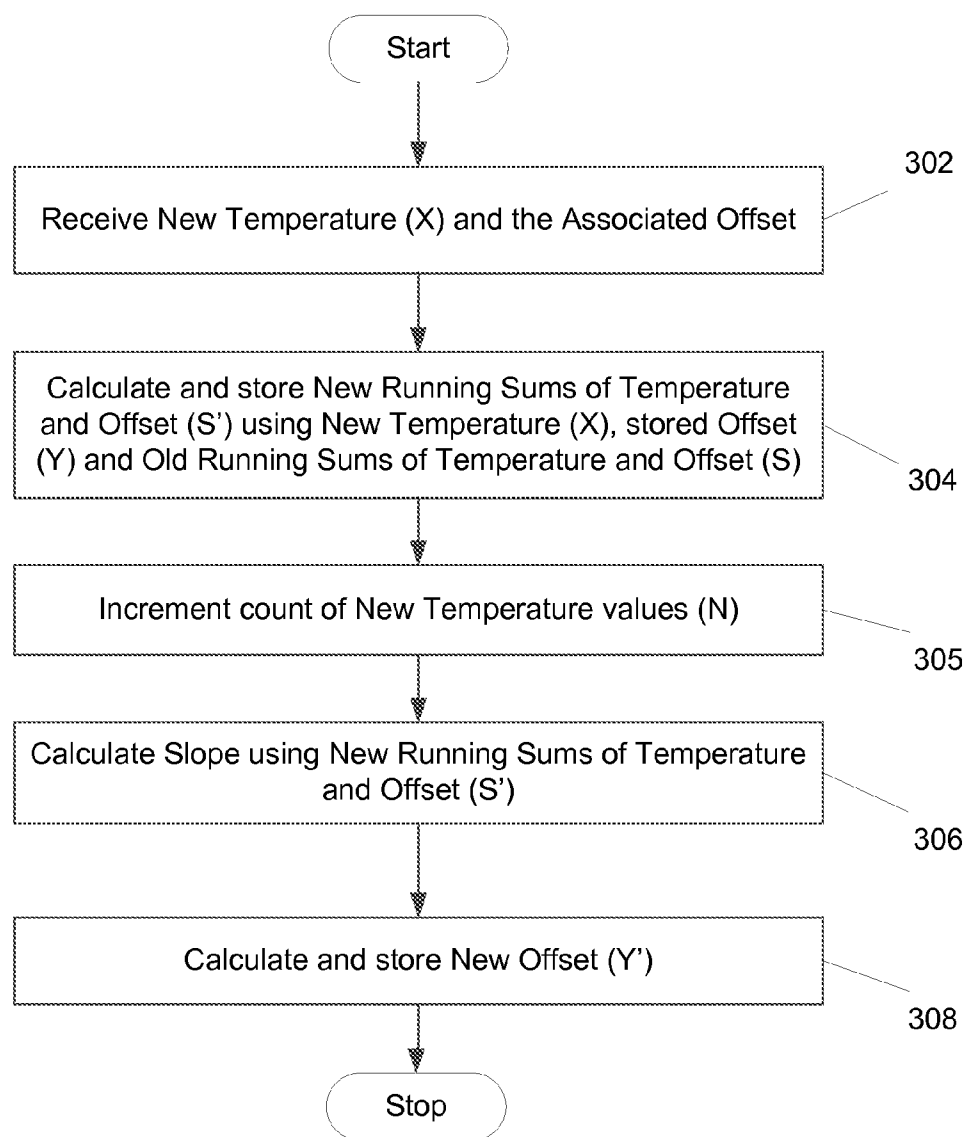 Start
302
Receive New Temperature (X) and the Associated Offset
Calculate and store New Running Sums of Temperature
and Offset (S’) using New Temperature (X), stored Offset
(Y) and Old Running Sums of Temperature and Offset (S)
304
Increment count of New Temperature values (N)
305
Calculate Slope using New Running Sums of Temperature
and Offset (S’)
306
Calculate and store New Offset (Y’)
308
Stop